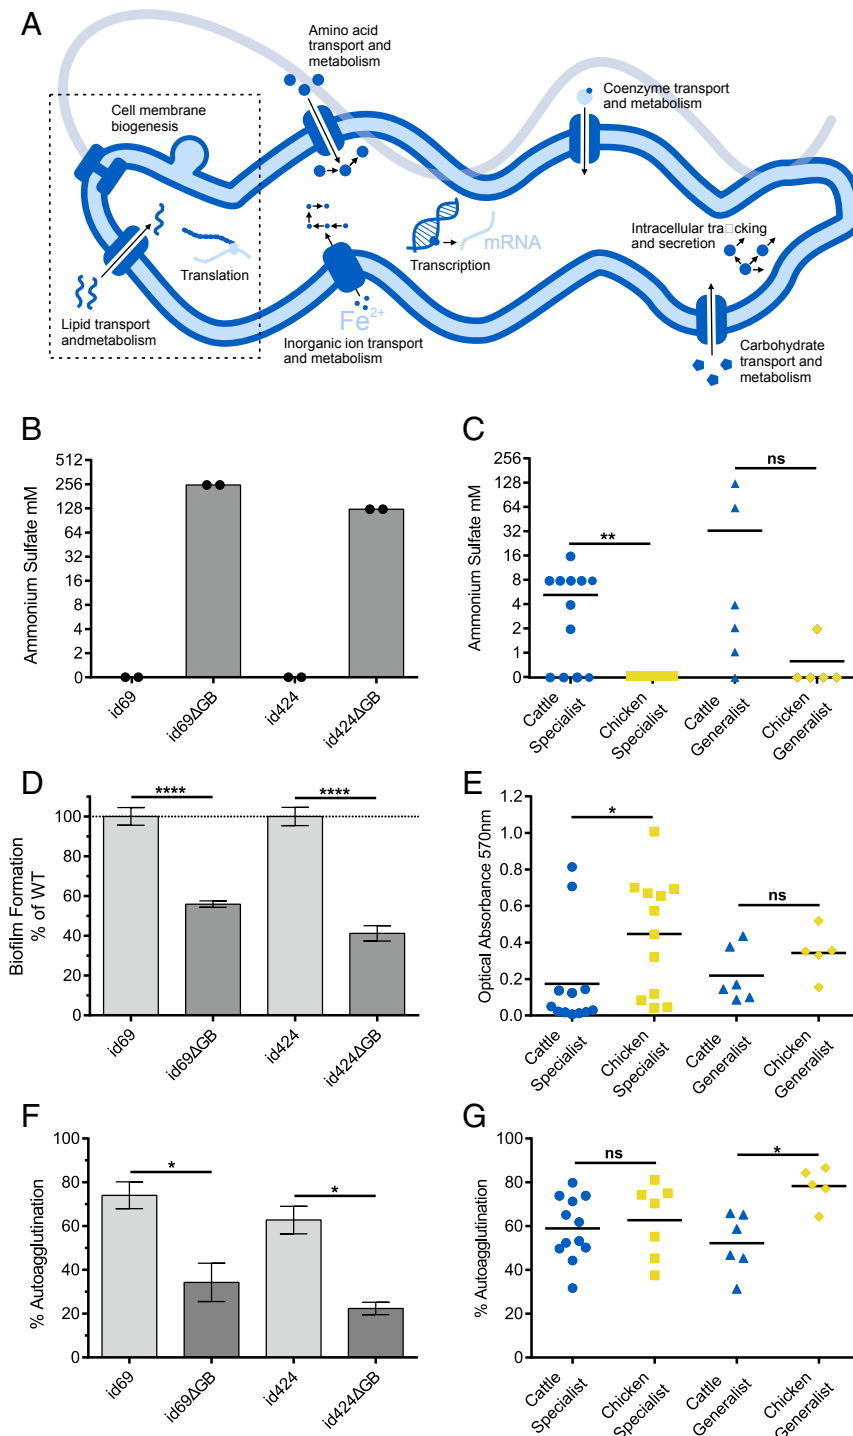 A
Amino acid
transport and
metabolism
Coenzyme transport
and metabolism
Cell membrane
biogenesis
Translation
mRNA
Transcription
Intracellular tra□cking
and secretion
Lipid transport
andmetabolism
Fe2+
Inorganic ion transport
and metabolism
Carbohydrate
transport and
metabolism
B
Ammonium Sulfate mM
512
256
128
64
32
16
8
4
2
1
0
id69
id69ΔGB
id424
id424ΔGB
C
Ammonium Sulfate mM
256
128
64
32
16
8
4
2
1
0
**
ns
Cattle
Specialist
Chicken
Specialist
Cattle
Generalist
Chicken
Generalist
D
Biofilm Formation
% of WT
100
80
60
40
20
0
****
****
id69
id69ΔGB
id424
id424ΔGB
E
Optical Absorbance 570nm
1.2
1.0
0.8
0.6
0.4
0.2
0.0
*
ns
Cattle
Specialist
Chicken
Specialist
Cattle
Generalist
Chicken
Generalist
F
% Autoagglutination
100
80
60
40
20
0
*
*
id69
id69ΔGB
id424
id424ΔGB
G
% Autoagglutination
100
80
60
40
20
0
ns
*
Cattle
Specialist
Chicken
Specialist
Cattle
Generalist
Chicken
Generalist